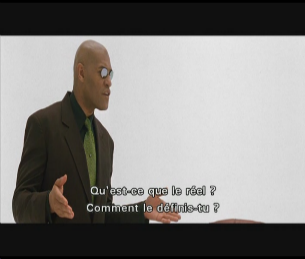 Qu'est-ce que le réel ?
Comment le définis-tu ?